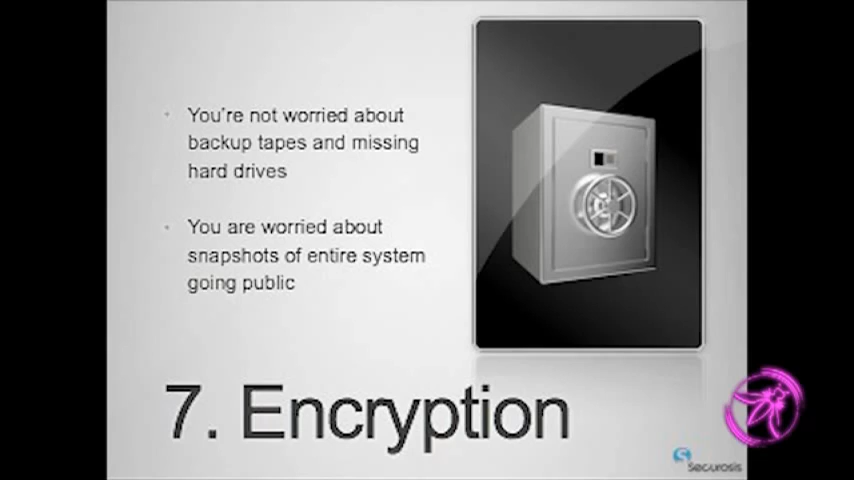 • You're not worried about
backup tapes and missing
hard drives
• You are worried about
snapshots of entire system
going public
7. Encryption
Securosis